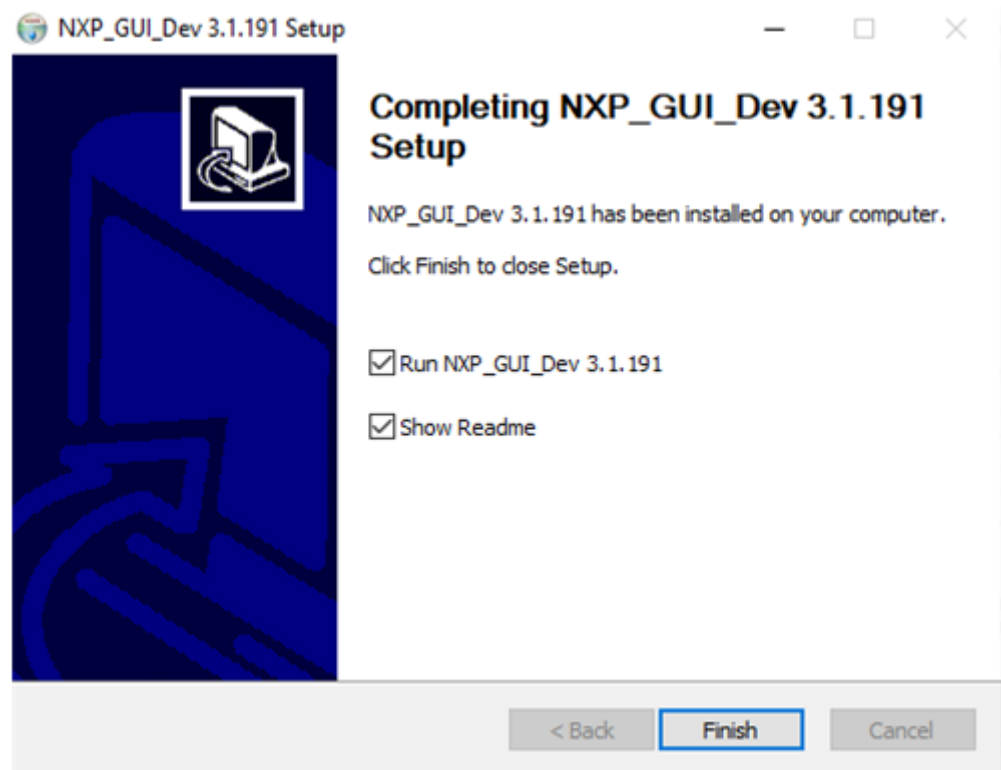 NXP_GUI_Dev 3.1.191 Setup
Completing NXP_GUI_Dev 3.1.191
Setup
NXP_GUI_Dev 3.1.191 has been installed on your computer.
Click Finish to close Setup.
Run NXP_GUI_Dev 3.1.191
Show Readme
< Back
Finish
Cancel